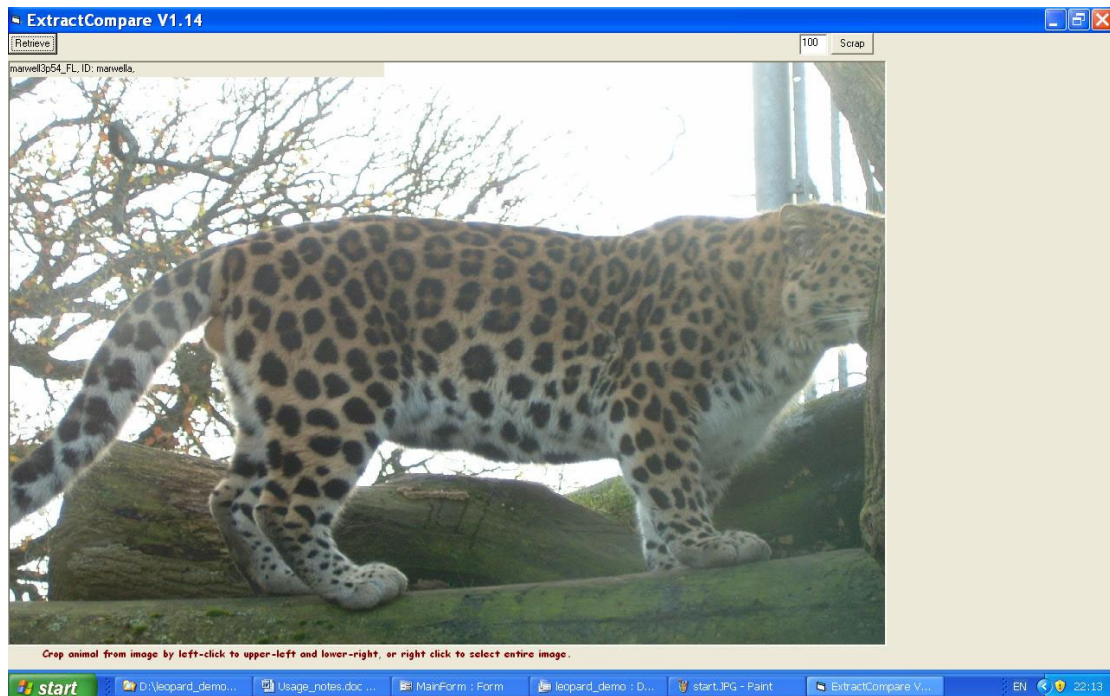 ExtractCompare V1.14
Retrieve
100 Scrap
marwell3p54_FL, ID: marwella,
Crop animal from image by left-click to upper-left and lower-right, or right click to select entire image.
start D:\leopard_demo... Usage_notes.doc ... MainForm : Form leopard_demo : D... start.JPG - Paint ExtractCompare V... EN 22:13